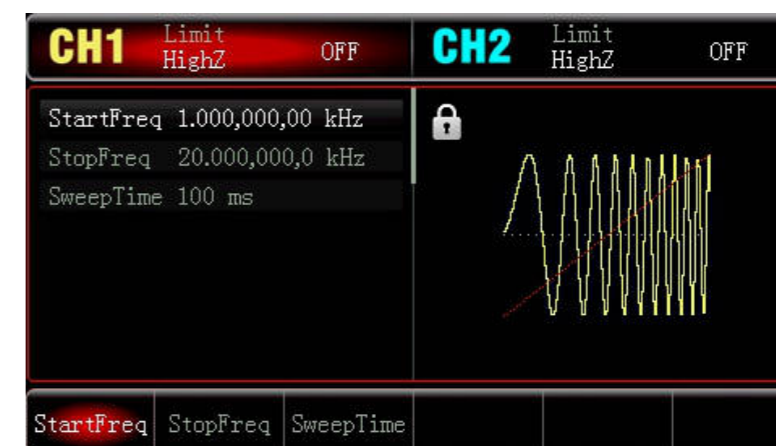 CH1 Limit HighZ OFF CH2 Limit HighZ OFF
StartFreq 1.000,000,00 kHz
StopFreq 20.000,000,0 kHz
SweepTime 100 ms
StartFreq StopFreq SweepTime